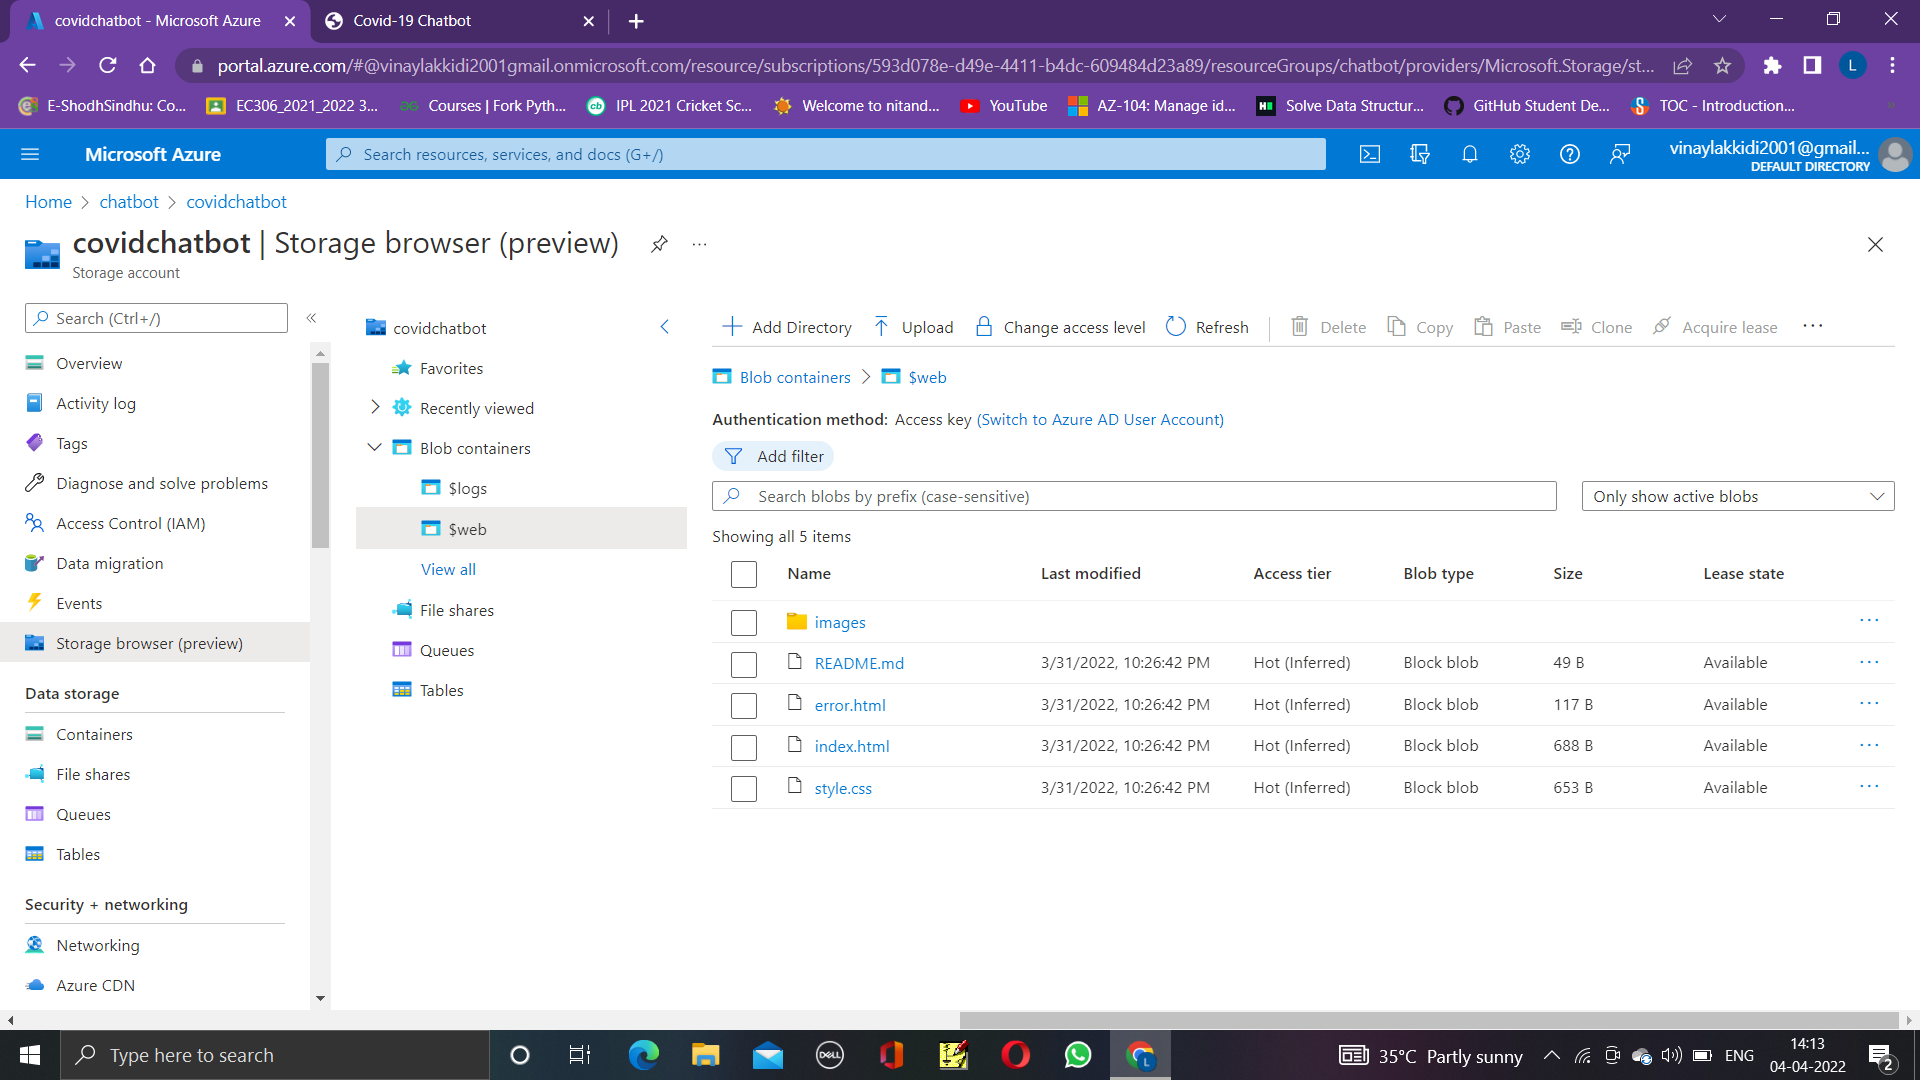 covidchatbot - Microsoft Azure
Covid-19 Chatbot
portal.azure.com/#@vinaylakkidi2001gmail.onmicrosoft.com/resource/subscriptions/593d078e-d49e-4411-b4dc-609484d23a89/resourceGroups/chatbot/providers/Microsoft.Storage/st...
L
E-ShodhSindhu: Co...
EC306_2021_2022 3...
Courses | Fork Pyth...
IPL 2021 Cricket Sc...
Welcome to nitand...
YouTube
AZ-104: Manage id...
Solve Data Structur...
GitHub Student De...
TOC - Introduction...
Microsoft Azure
Search resources, services, and docs (G+/)
vinaylakkidi2001@gmail....
DEFAULT DIRECTORY
Home > chatbot > covidchatbot
covidchatbot | Storage browser (preview)
Storage account
Search (Ctrl+/)
Overview
Activity log
Tags
Diagnose and solve problems
Access Control (IAM)
Data migration
Events
Storage browser (preview)
Data storage
Containers
File shares
Queues
Tables
Security + networking
Networking
Azure CDN
covidchatbot
Favorites
Recently viewed
Blob containers
$logs
$web
View all
File shares
Queues
Tables
Add Directory
Upload
Change access level
Refresh
Delete
Copy
Paste
Clone
Acquire lease
Blob containers > $web
Authentication method: Access key (Switch to Azure AD User Account)
Add filter
Search blobs by prefix (case-sensitive)
Only show active blobs
Showing all 5 items
Name Last modified Access tier Blob type Size Lease state
images
README.md 3/31/2022, 10:26:42 PM Hot (Inferred) Block blob 49 B Available
error.html 3/31/2022, 10:26:42 PM Hot (Inferred) Block blob 117 B Available
index.html 3/31/2022, 10:26:42 PM Hot (Inferred) Block blob 688 B Available
style.css 3/31/2022, 10:26:42 PM Hot (Inferred) Block blob 653 B Available
Type here to search
DELL
L
35°C Partly sunny
ENG
14:13
04-04-2022
2